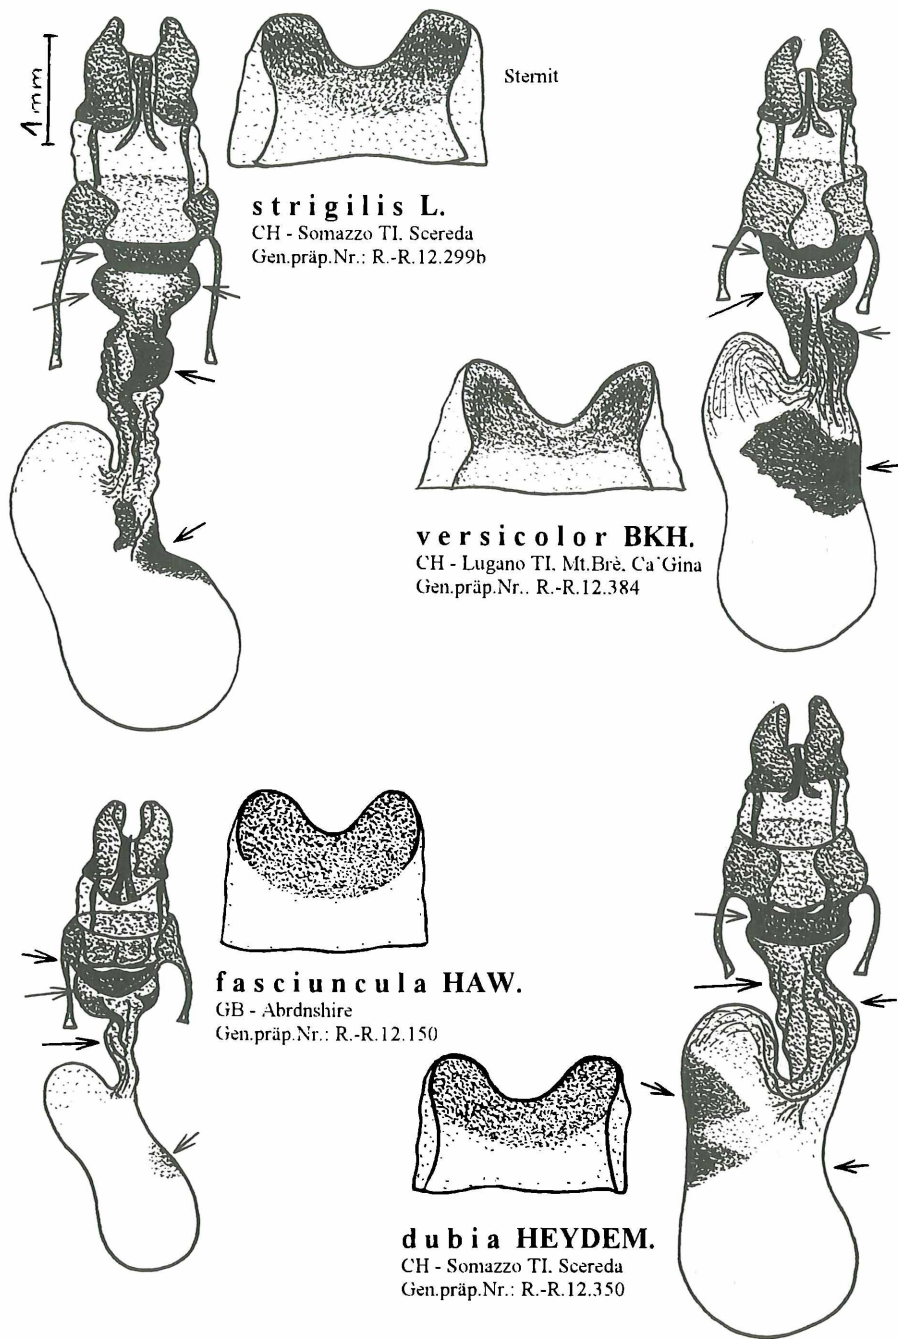 1 mm
Sternit
strigilis L.
CH - Somazzo TI. Scereda
Gen.präp.Nr.: R.-R.12.299b
versicolor BKH.
CH - Lugano TI. Mt.Brè. Ca'Gina
Gen.präp.Nr.. R.-R.12.384
fasciuncula HAW.
GB - Abrdnshire
Gen.präp.Nr.: R.-R.12.150
dubia HEYDEM.
CH - Somazzo TI. Scereda
Gen.präp.Nr.: R.-R.12.350